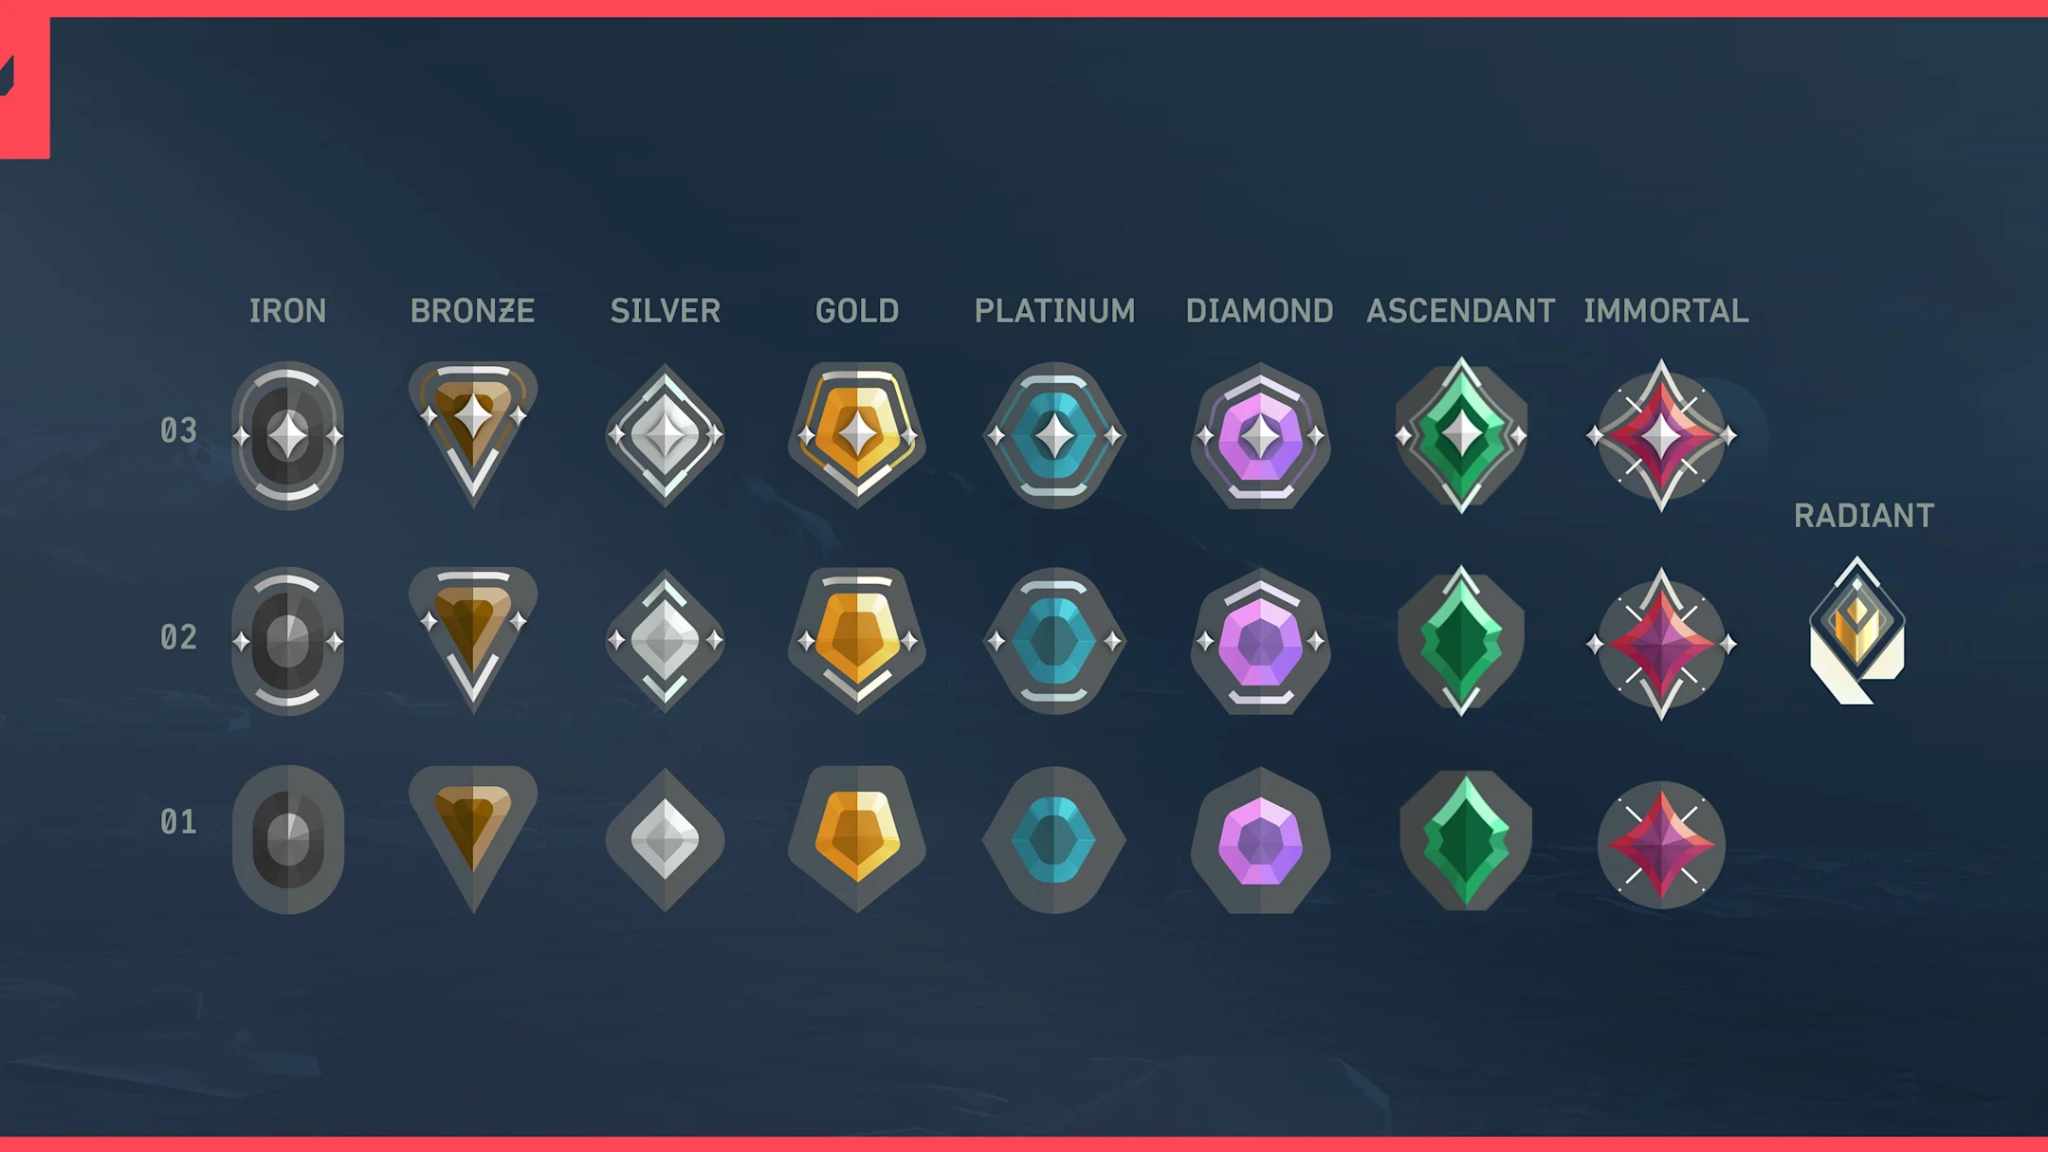 IRON BRONZE SILVER GOLD PLATINUM DIAMOND ASCENDANT IMMORTAL
03
RADIANT
02
01